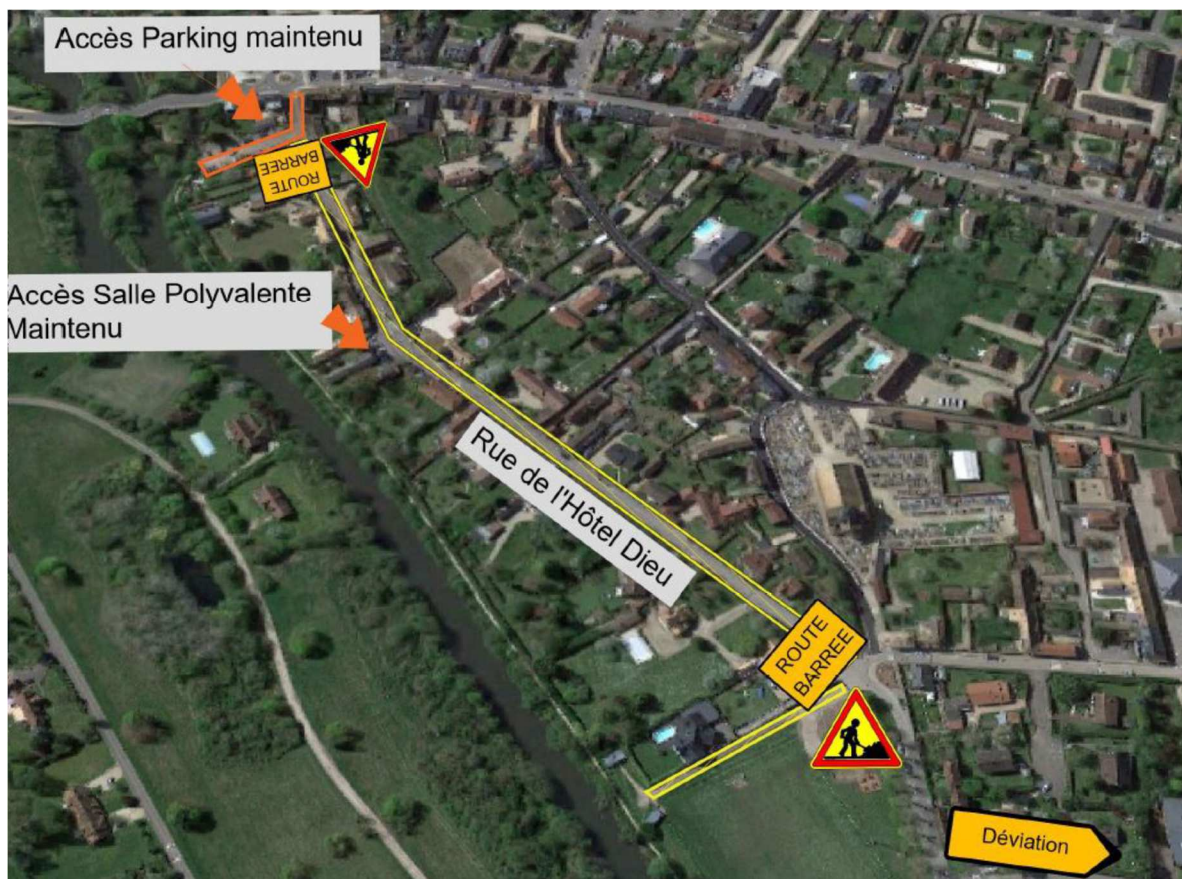 Accès Parking maintenu
ROUTE
BARREE
Accès Salle Polyvalente
Maintenu
Rue de l'Hôtel Dieu
ROUTE
BARREE
Déviation